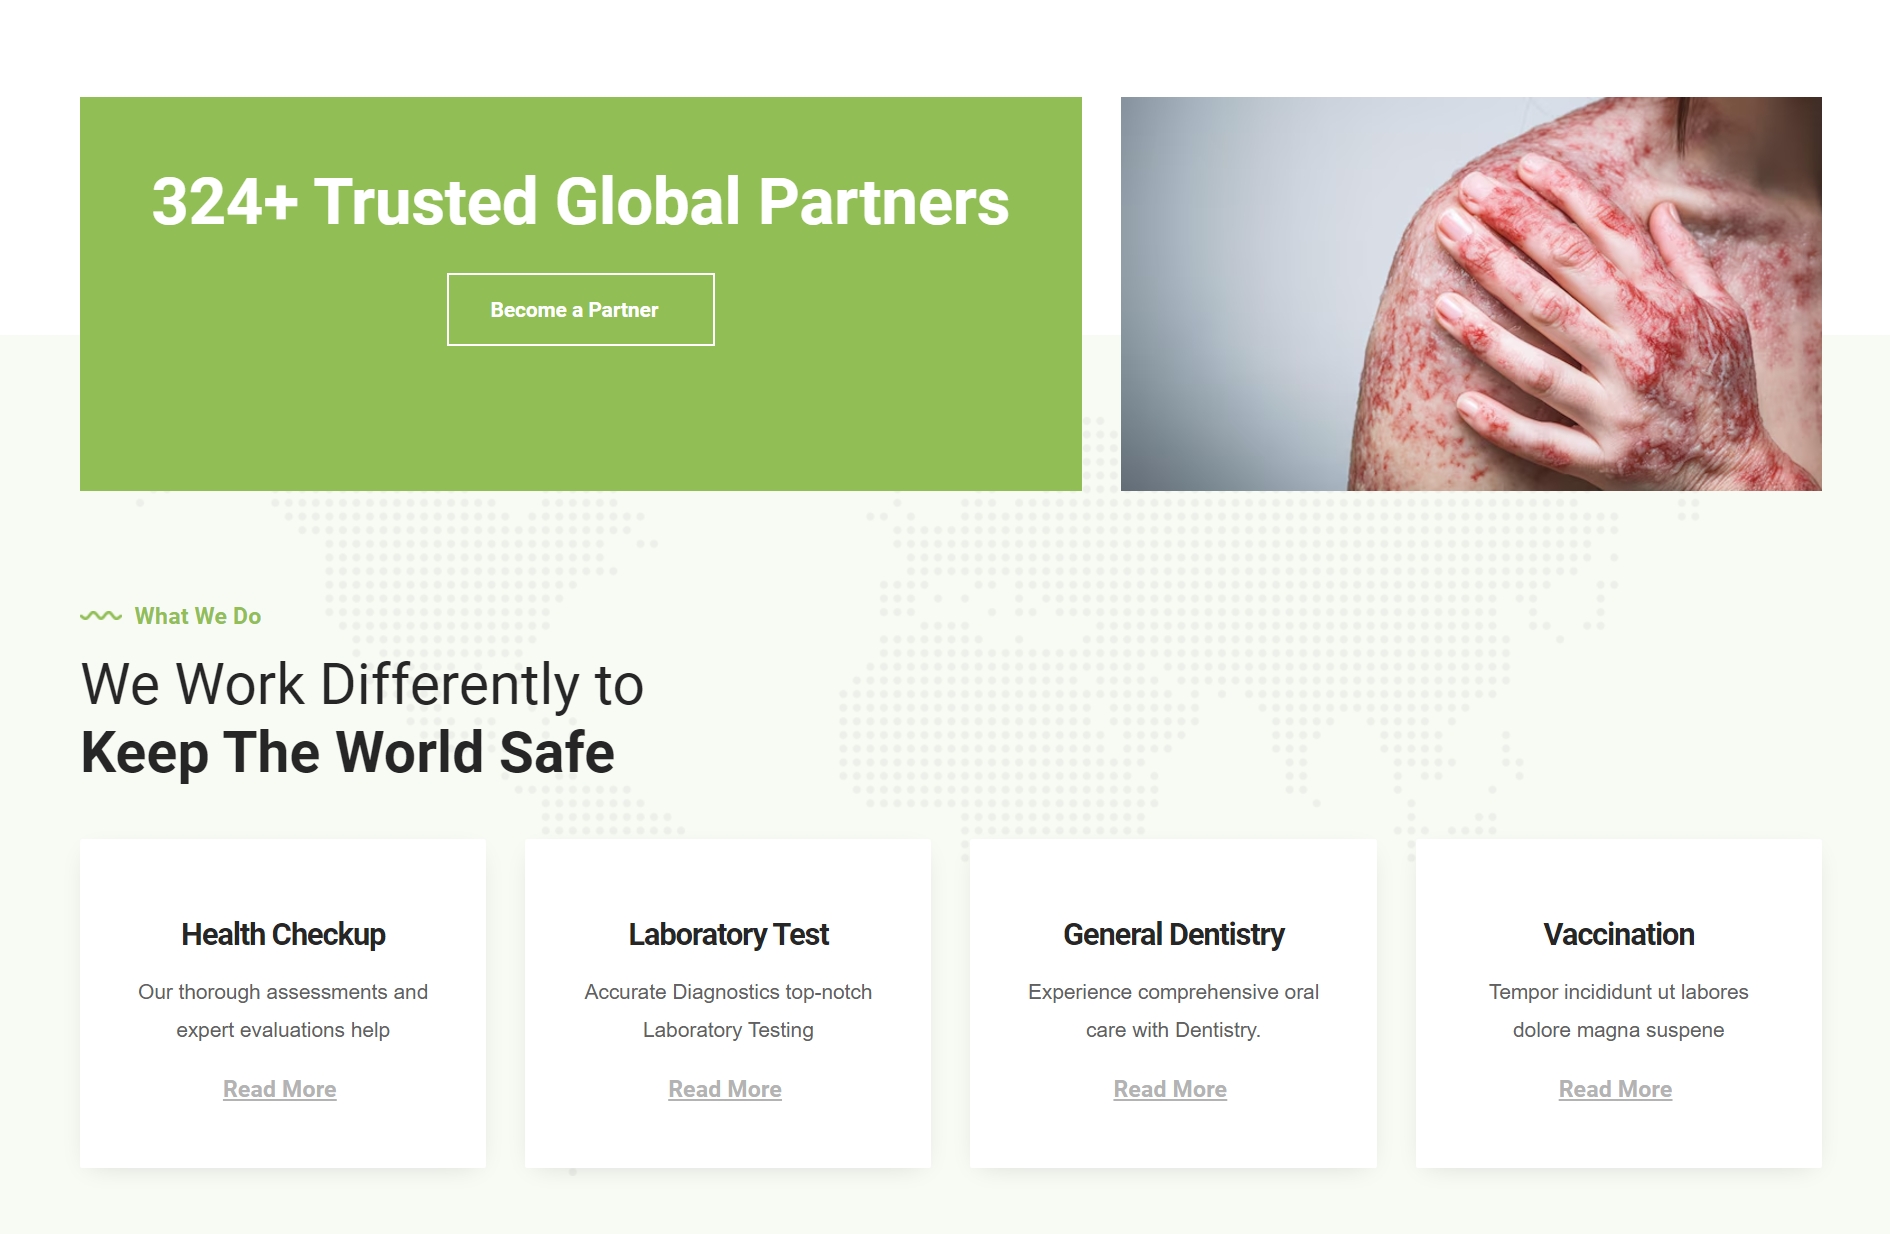 324+ Trusted Global Partners
Become a Partner
What We Do
We Work Differently to
Keep The World Safe
Health Checkup
Our thorough assessments and
expert evaluations help
Read More
Laboratory Test
Accurate Diagnostics top-notch
Laboratory Testing
Read More
General Dentistry
Experience comprehensive oral
care with Dentistry.
Read More
Vaccination
Tempor incididunt ut labores
dolore magna suspene
Read More